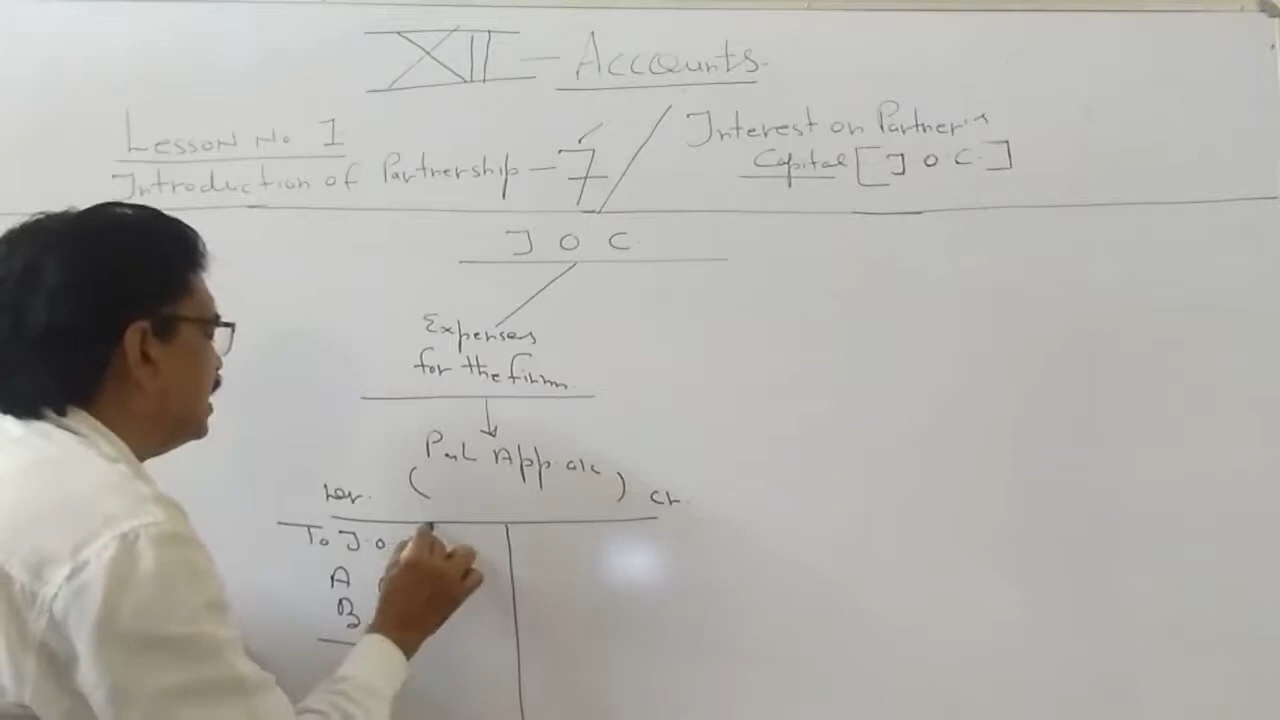 XII - Accounts.
Lesson No. 1
Introduction of Partnership - 7
Interest on Partner's
Capital [I O C.]
I O C.
Expenses
for the firm.
P&L App. a/c
( )
Der. Cr.
To I.O
A
B